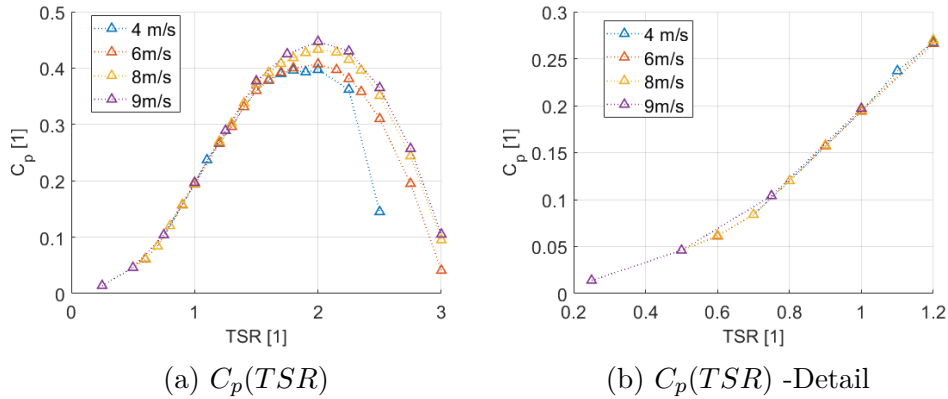 0.5
0.4
0.3
0.2
0.1
0
C_p [1]
0 1 2 3
TSR [1]
4 m/s
6m/s
8m/s
9m/s
(a) C_p(TSR)
0.3
0.25
0.2
0.15
0.1
0.05
0
C_p [1]
0.2 0.4 0.6 0.8 1 1.2
TSR [1]
4 m/s
6m/s
8m/s
9m/s
(b) C_p(TSR) -Detail